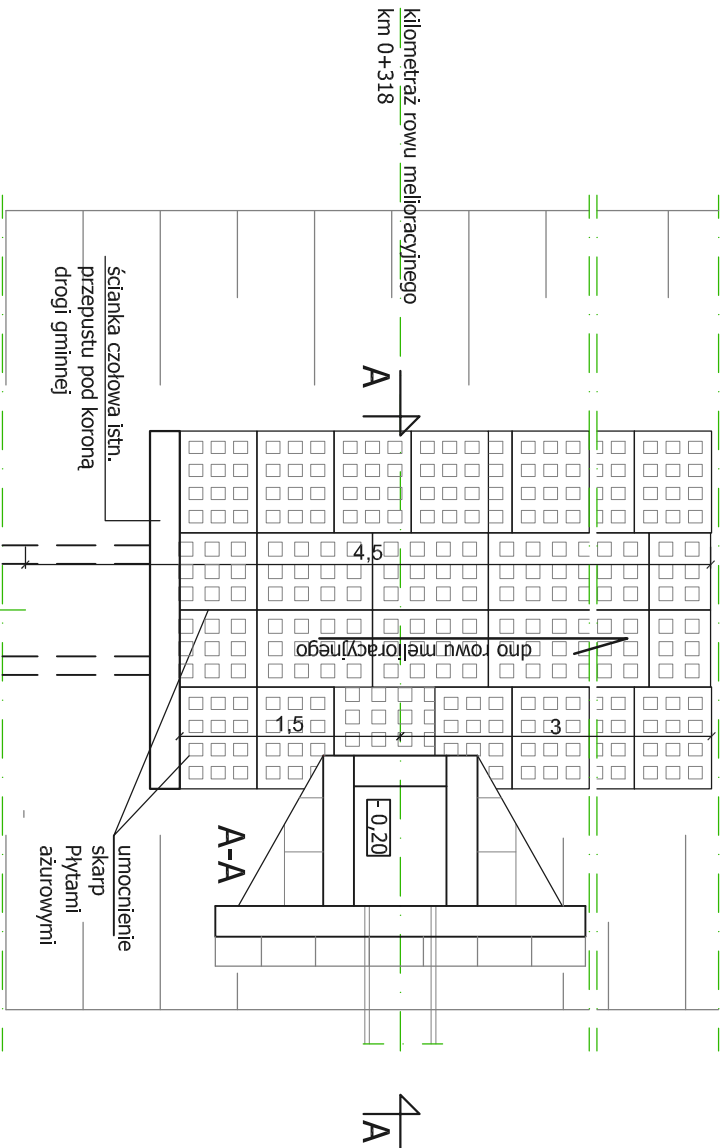 kilometraż rowu melioracyjnego
km 0+318
A
ścianka czołowa istn.
przepustu pod koroną
drogi gminnej
4,5
dno rowu melioracyjnego
1,5
3
- 0,20
A-A
umocnienie
skarp
Płytami
ażurowymi
A